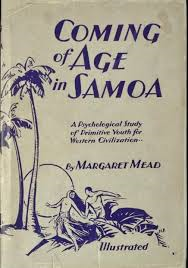 COMING
of AGE
in SAMOA
A Psychological Study
of Primitive Youth for
Western Civilization--
By MARGARET MEAD
Illustrated